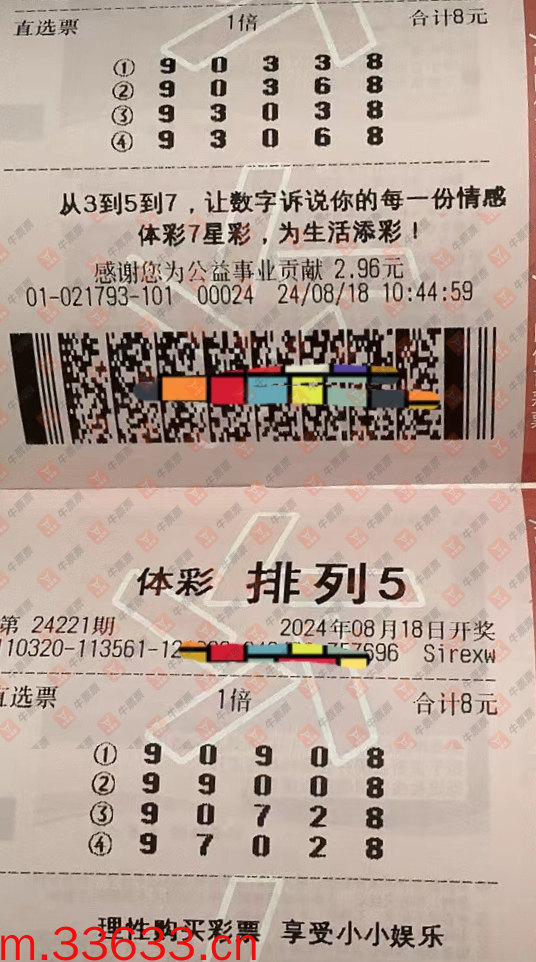 直选票 1倍 合计8元
① 9 0 3 3 8
② 9 0 3 6 8
③ 9 3 0 3 8
④ 9 3 0 6 8
从3到5到7，让数字诉说你的每一份情感
体彩7星彩，为生活添彩！
感谢您为公益事业贡献 2.96元
01-021793-101 00024 24/08/18 10:44:59
体彩 排列5
第 24221期 2024年08月18日开奖
110320-113561-12 757696 Sirexw
直选票 1倍 合计8元
① 9 0 9 0 8
② 9 9 0 0 8
③ 9 0 7 2 8
④ 9 7 0 2 8
理性购买彩票 享受小小娱乐
m.33633.cn
牛票票